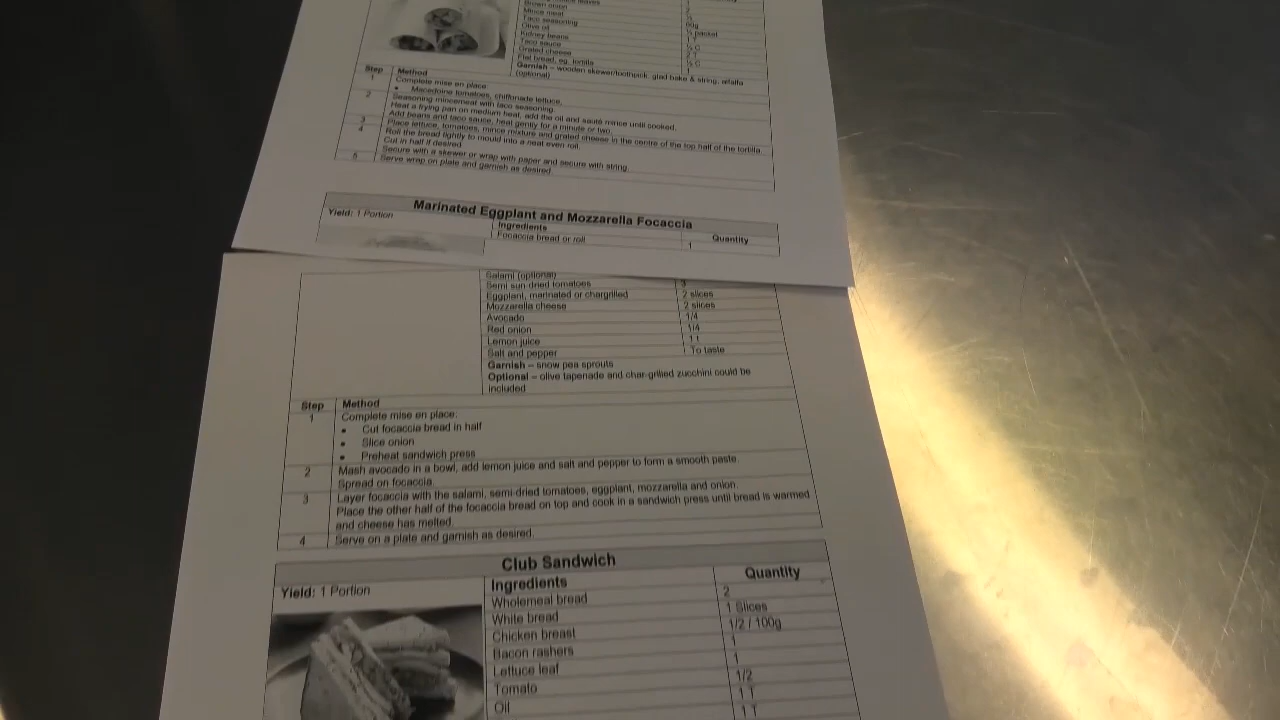 Brown onion
Mince meat
Taco seasoning
Olive oil
Kidney beans
Taco sauce
Grated cheese
Flat bread, eg. tortilla
Garnish – wooden skewer/toothpick, glad bake & string, alfalfa
(optional)
Step Method
1 Complete mise en place:
• Macedoine tomatoes, chiffonade lettuce.
2 Seasoning mincemeat with taco seasoning.
Heat a frying pan on medium heat, add the oil and sauté mince until cooked.
Add beans and taco sauce, heat gently for a minute or two.
3 Place lettuce, tomatoes, mince mixture and grated cheese in the centre of the top half of the tortilla.
4 Roll the bread tightly to mould into a neat even roll.
Cut in half if desired.
Secure with a skewer or wrap with paper and secure with string.
5 Serve wrap on plate and garnish as desired
Marinated Eggplant and Mozzarella Focaccia
Yield: 1 Portion Ingredients Quantity
Focaccia bread or roll 1
Salami (optional)
Semi sun dried tomatoes 3
Eggplant, marinated or chargrilled 2 slices
Mozzarella cheese 2 slices
Avocado 1/4
Red onion 1/4
Lemon juice 1 t
Salt and pepper To taste
Garnish – snow pea sprouts
Optional – olive tapenade and char-grilled zucchini could be
included
Step Method
1 Complete mise en place:
• Cut focaccia bread in half
• Slice onion
• Preheat sandwich press
2 Mash avocado in a bowl, add lemon juice and salt and pepper to form a smooth paste.
Spread on focaccia.
3 Layer focaccia with the salami, semi-dried tomatoes, eggplant, mozzarella and onion.
Place the other half of the focaccia bread on top and cook in a sandwich press until bread is warmed
and cheese has melted.
4 Serve on a plate and garnish as desired.
Club Sandwich
Yield: 1 Portion Ingredients Quantity
Wholemeal bread 2
White bread 1 Slices
Chicken breast 1/2 / 100g
Bacon rashers 1
Lettuce leaf 1
Tomato 1/2
Oil 1 T
1 T